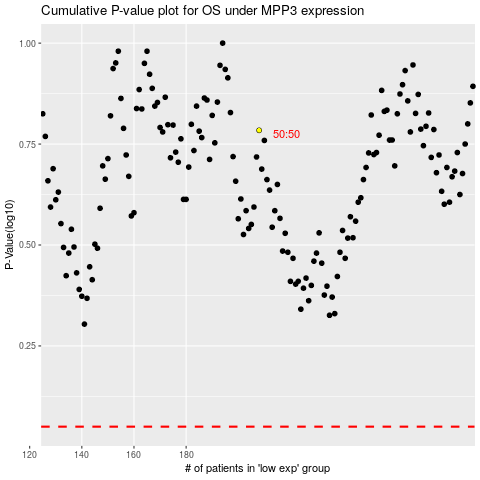 Cumulative P-value plot for OS under MPP3 expression
P-Value(log10)
1.00
0.75
0.50
0.25
50:50
120 140 160 180
# of patients in 'low exp' group